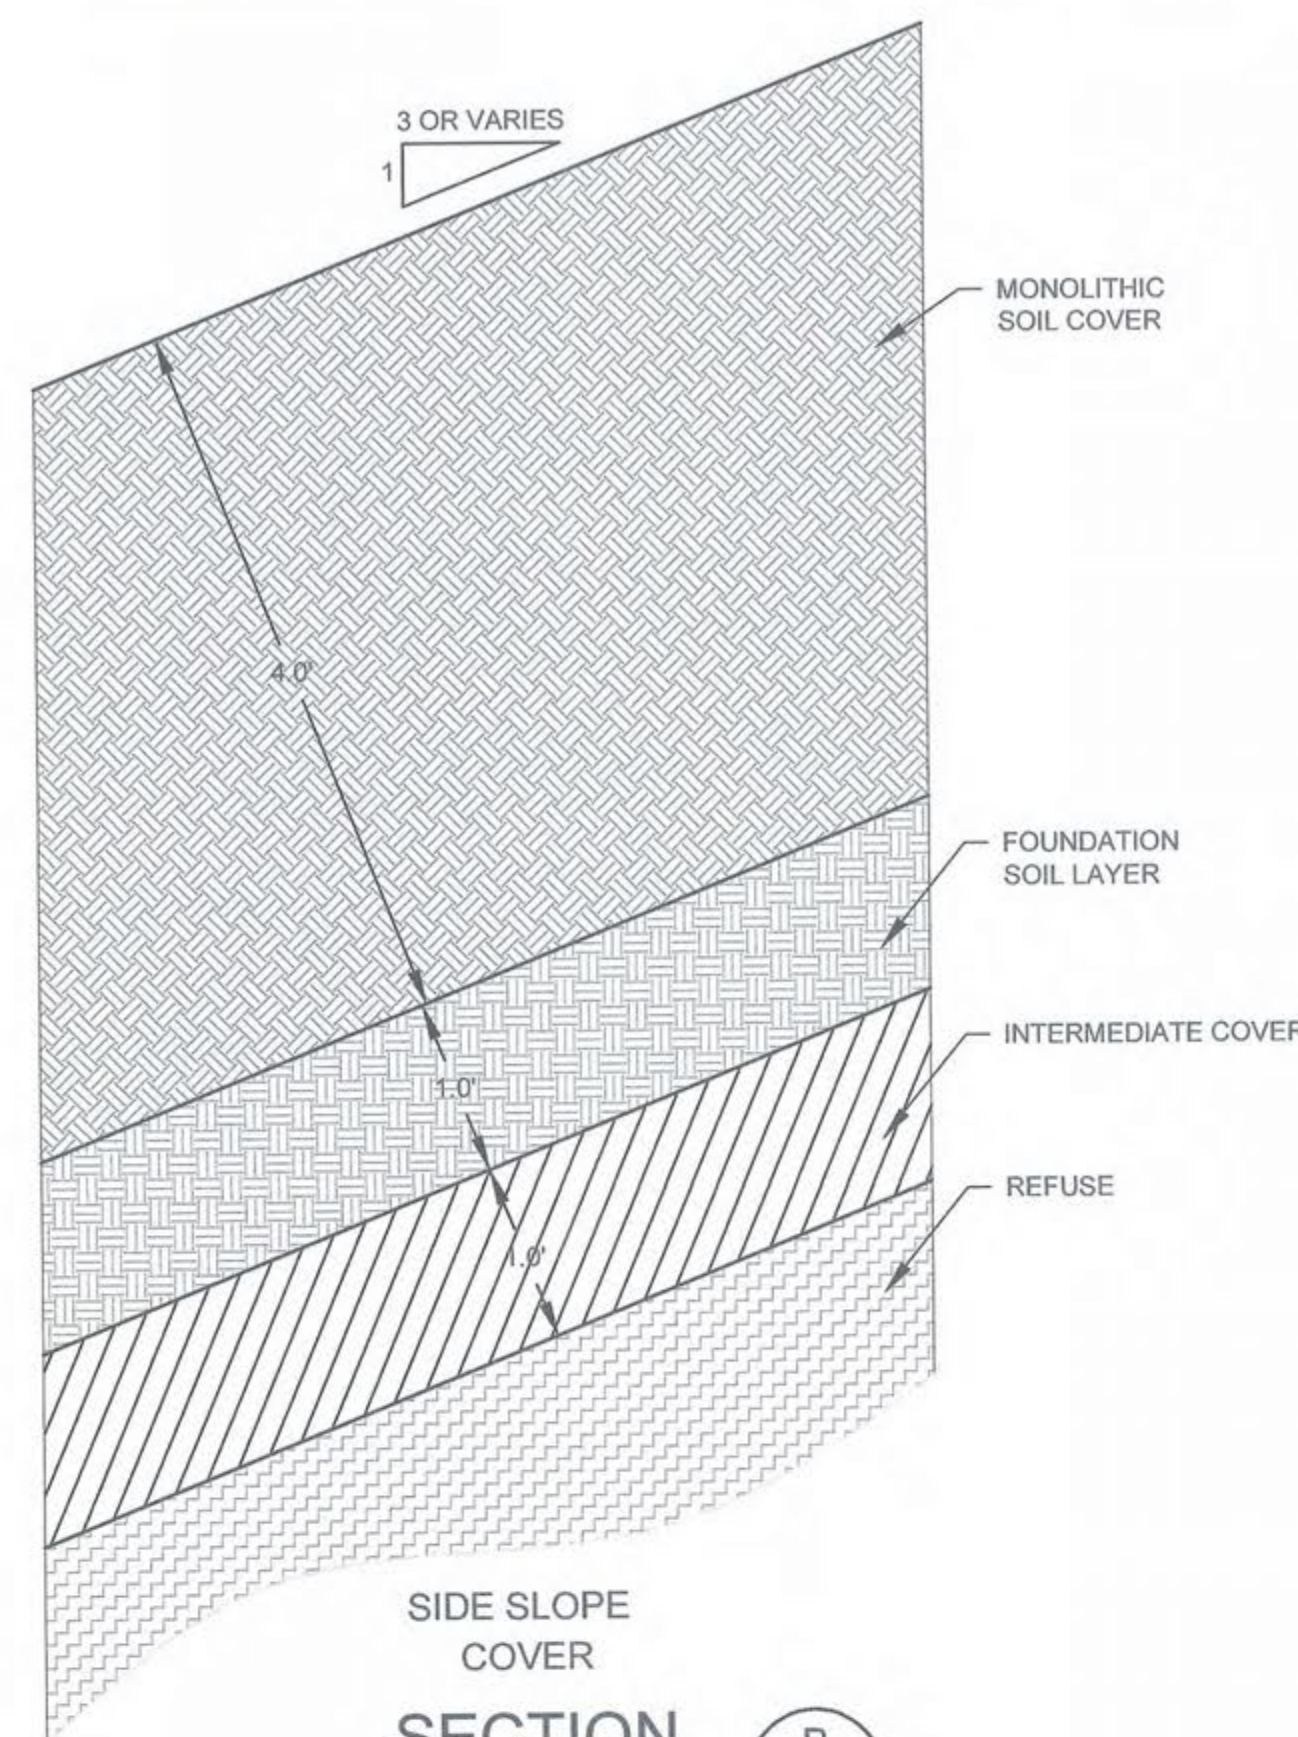 3 OR VARIES
1
MONOLITHIC
SOIL COVER
4.0'
FOUNDATION
SOIL LAYER
INTERMEDIATE COVER
1.0'
REFUSE
1.0'
SIDE SLOPE
COVER
SECTION